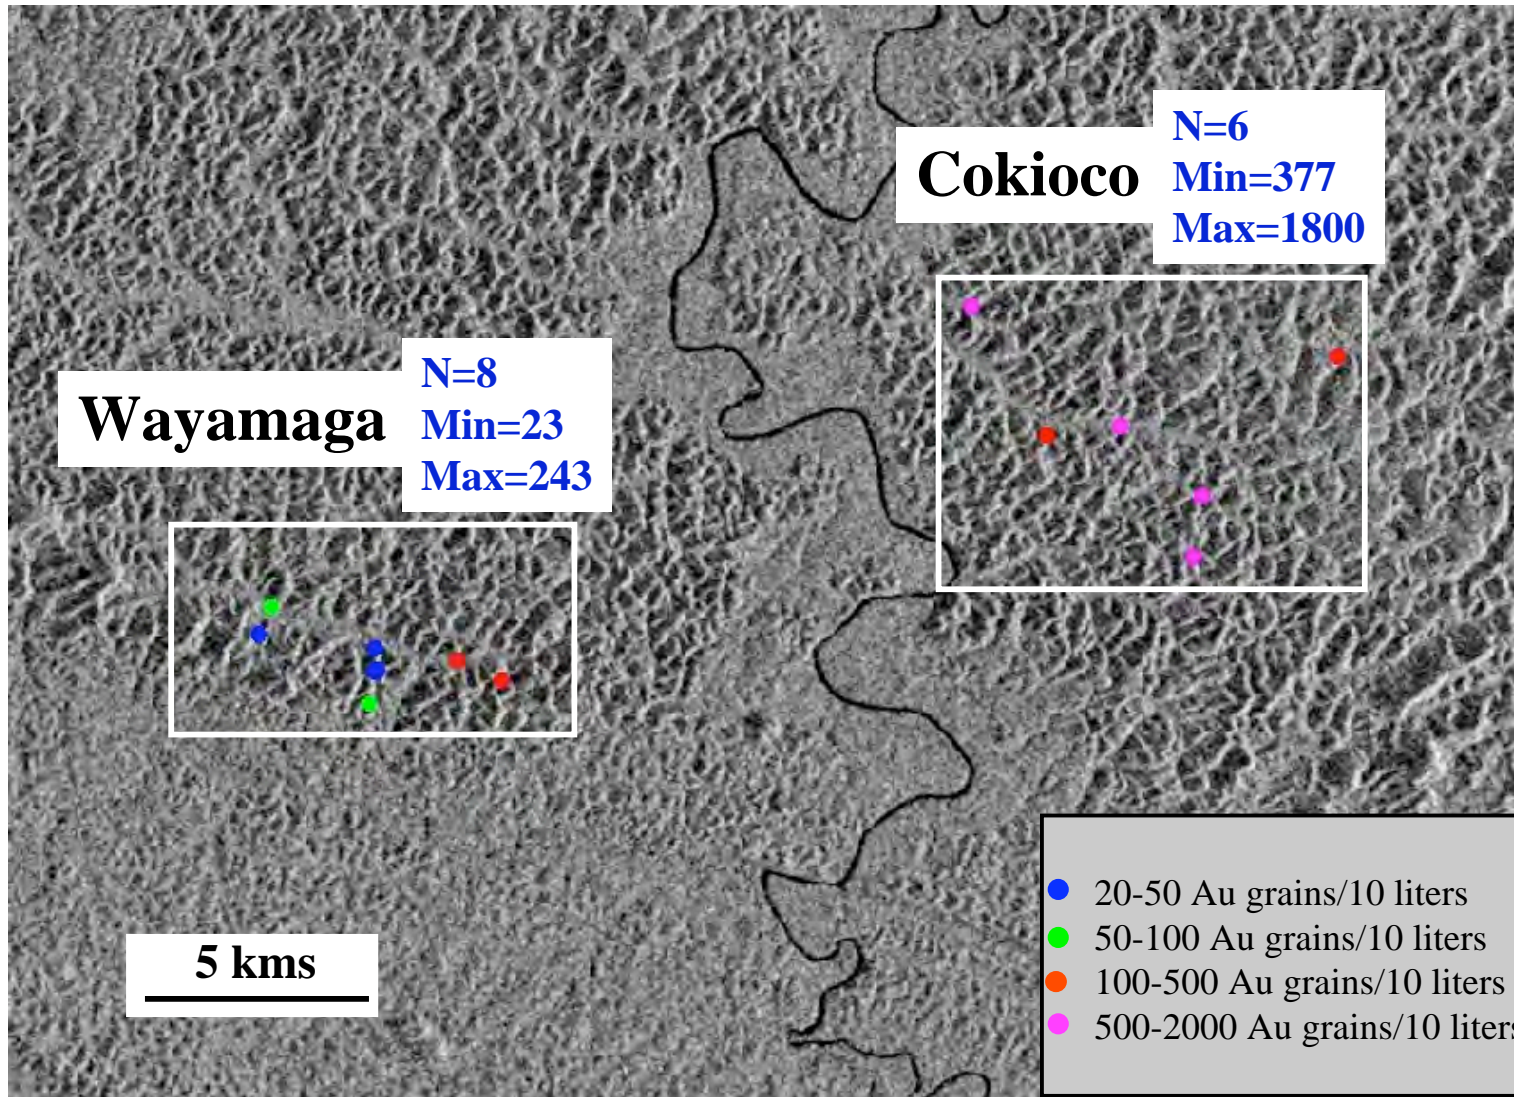 Cokioco
N=6
Min=377
Max=1800
Wayamaga
N=8
Min=23
Max=243
5 kms
20-50 Au grains/10 liters
50-100 Au grains/10 liters
100-500 Au grains/10 liters
500-2000 Au grains/10 liters